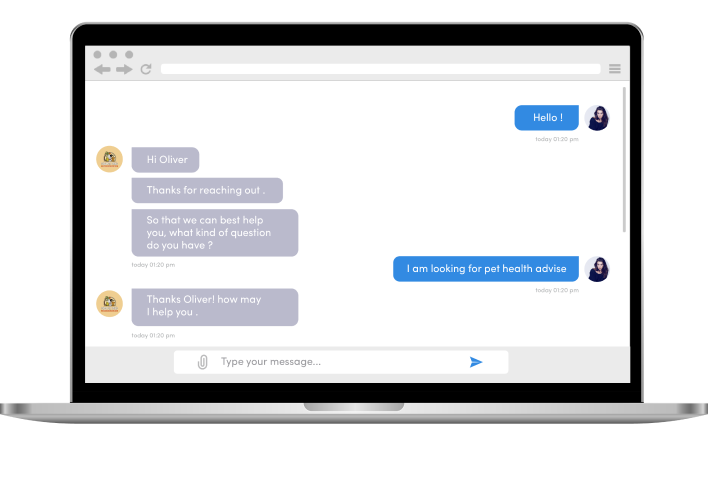 Hello !
today 01:20 pm
Hi Oliver
Thanks for reaching out .
So that we can best help
you, what kind of question
do you have ?
today 01:20 pm
I am looking for pet health advise
today 01:20 pm
Thanks Oliver! how may
I help you .
today 01:20 pm
Type your message...